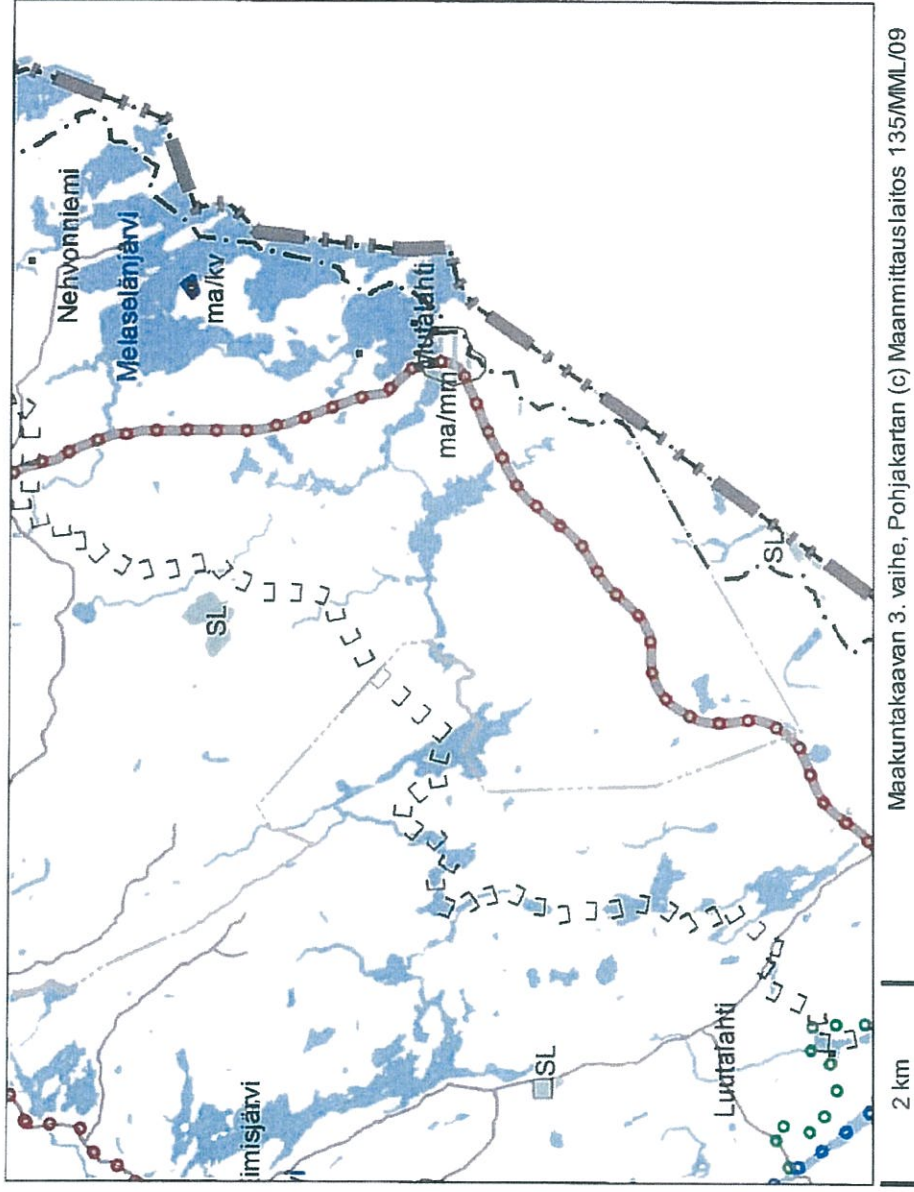 Nehvonniemi
Melaselänjärvi
ma/kv
Mutalahti
ma/mm
SL
SL
imisjärvi
SL
Luutalahti
2 km
Maakuntakaavan 3. vaihe, Pohjakartan (c) Maanmittauslaitos 135/MML/09